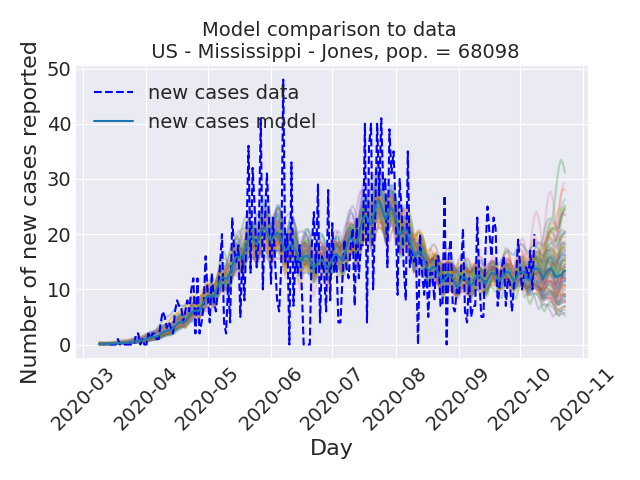 Model comparison to data
US - Mississippi - Jones, pop. = 68098
Number of new cases reported
50
40
30
20
10
0
new cases data
new cases model
2020-03
2020-04
2020-05
2020-06
2020-07
2020-08
2020-09
2020-10
2020-11
Day